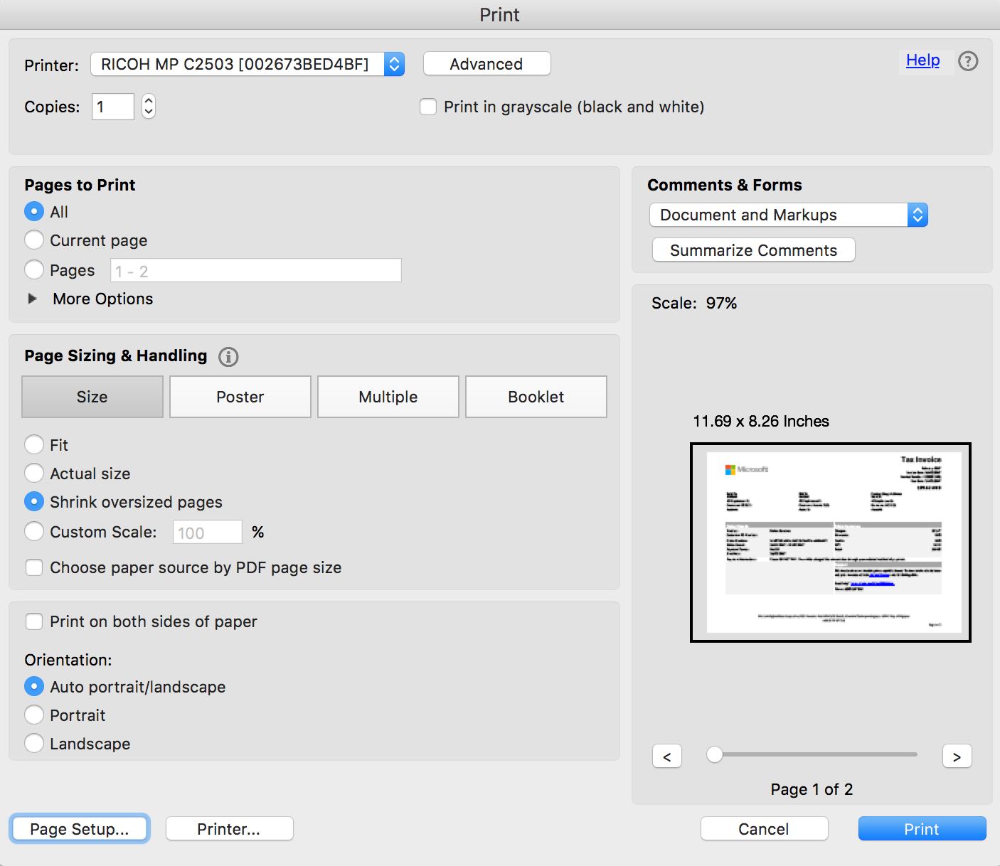 Print
Printer: RICOH MP C2503 [002673BED4BF] Advanced Help ?
Copies: 1 Print in grayscale (black and white)
Pages to Print
All
Current page
Pages 1 - 2
More Options
Comments & Forms
Document and Markups
Summarize Comments
Page Sizing & Handling i
Size Poster Multiple Booklet
Fit
Actual size
Shrink oversized pages
Custom Scale: 100 %
Choose paper source by PDF page size
Print on both sides of paper
Orientation:
Auto portrait/landscape
Portrait
Landscape
Scale: 97%
11.69 x 8.26 Inches
Tax Invoice
Microsoft
< >
Page 1 of 2
Page Setup... Printer... Cancel Print